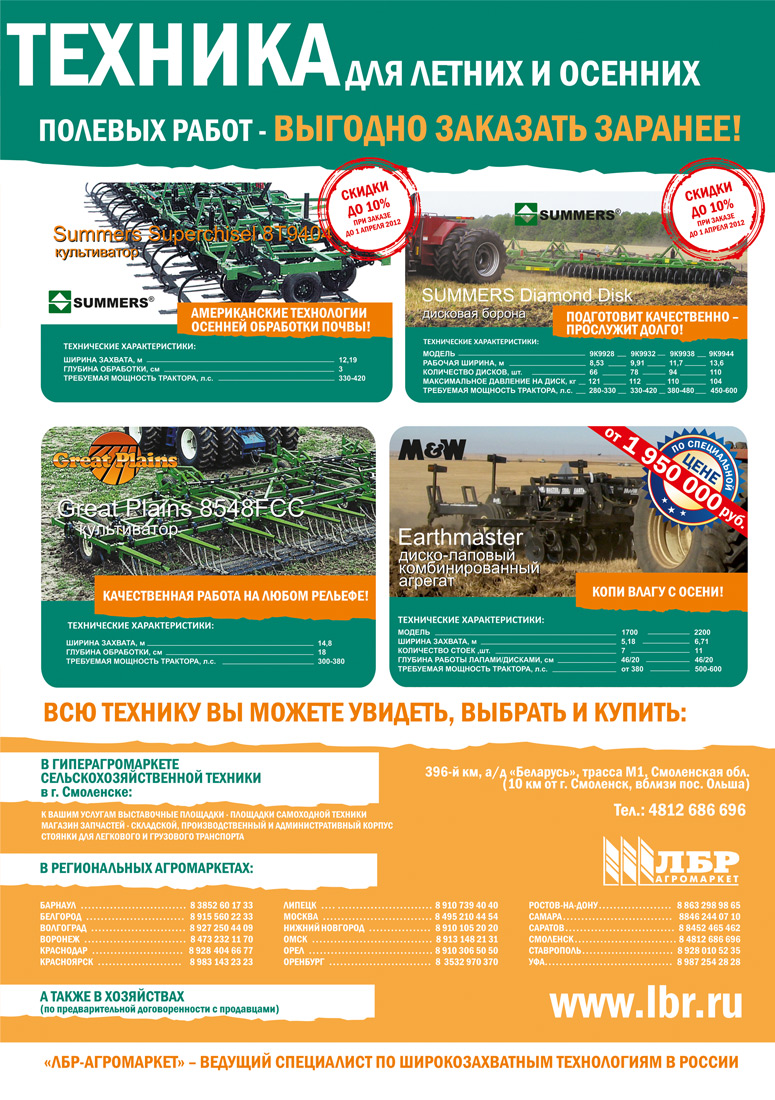 ТЕХНИКА ДЛЯ ЛЕТНИХ И ОСЕННИХ
ПОЛЕВЫХ РАБОТ - ВЫГОДНО ЗАКАЗАТЬ ЗАРАНЕЕ!
СКИДКИ
ДО 10%
ПРИ ЗАКАЗЕ
ДО 1 АПРЕЛЯ 2012
Summers Superchisel 8T9404
культиватор
SUMMERS®
АМЕРИКАНСКИЕ ТЕХНОЛОГИИ
ОСЕННЕЙ ОБРАБОТКИ ПОЧВЫ!
ТЕХНИЧЕСКИЕ ХАРАКТЕРИСТИКИ:
ШИРИНА ЗАХВАТА, м 12,19
ГЛУБИНА ОБРАБОТКИ, см 3
ТРЕБУЕМАЯ МОЩНОСТЬ ТРАКТОРА, л.с. 330-420
СКИДКИ
ДО 10%
ПРИ ЗАКАЗЕ
ДО 1 АПРЕЛЯ 2012
SUMMERS®
SUMMERS Diamond Disk
дисковая борона
ПОДГОТОВИТ КАЧЕСТВЕННО –
ПРОСЛУЖИТ ДОЛГО!
ТЕХНИЧЕСКИЕ ХАРАКТЕРИСТИКИ:
МОДЕЛЬ 9K9928 9K9932 9K9938 9K9944
РАБОЧАЯ ШИРИНА, м 8,53 9,91 11,7 13,6
КОЛИЧЕСТВО ДИСКОВ, шт. 66 78 94 110
МАКСИМАЛЬНОЕ ДАВЛЕНИЕ НА ДИСК, кг 121 112 110 104
ТРЕБУЕМАЯ МОЩНОСТЬ ТРАКТОРА, л.с. 280-330 330-420 380-480 450-600
Great Plains
Great Plains 8548FCC
культиватор
КАЧЕСТВЕННАЯ РАБОТА НА ЛЮБОМ РЕЛЬЕФЕ!
ТЕХНИЧЕСКИЕ ХАРАКТЕРИСТИКИ:
ШИРИНА ЗАХВАТА, м 14,8
ГЛУБИНА ОБРАБОТКИ, см 18
ТРЕБУЕМАЯ МОЩНОСТЬ ТРАКТОРА, л.с. 300-380
M&W
ПО СПЕЦИАЛЬНОЙ
ЦЕНЕ
от 1 950 000 руб.
Earthmaster
диско-лаповый
комбинированный
агрегат
КОПИ ВЛАГУ С ОСЕНИ!
ТЕХНИЧЕСКИЕ ХАРАКТЕРИСТИКИ:
МОДЕЛЬ 1700 2200
ШИРИНА ЗАХВАТА, м 5,18 6,71
КОЛИЧЕСТВО СТОЕК ,шт. 7 11
ГЛУБИНА РАБОТЫ ЛАПАМИ/ДИСКАМИ, см 46/20 46/20
ТРЕБУЕМАЯ МОЩНОСТЬ ТРАКТОРА, л.с. от 380 500-600
ВСЮ ТЕХНИКУ ВЫ МОЖЕТЕ УВИДЕТЬ, ВЫБРАТЬ И КУПИТЬ:
В ГИПЕРАГРОМАРКЕТЕ
СЕЛЬСКОХОЗЯЙСТВЕННОЙ ТЕХНИКИ
в г. Смоленске:
К ВАШИМ УСЛУГАМ ВЫСТАВОЧНЫЕ ПЛОЩАДКИ - ПЛОЩАДКИ САМОХОДНОЙ ТЕХНИКИ
МАГАЗИН ЗАПЧАСТЕЙ - СКЛАДСКОЙ, ПРОИЗВОДСТВЕННЫЙ И АДМИНИСТРАТИВНЫЙ КОРПУС
СТОЯНКИ ДЛЯ ЛЕГКОВОГО И ГРУЗОВОГО ТРАНСПОРТА
396-й км, а/д «Беларусь», трасса М1, Смоленская обл.
(10 км от г. Смоленск, вблизи пос. Ольша)
Тел.: 4812 686 696
ЛБР
АГРОМАРКЕТ
В РЕГИОНАЛЬНЫХ АГРОМАРКЕТАХ:
БАРНАУЛ 8 3852 60 17 33
БЕЛГОРОД 8 915 560 22 33
ВОЛГОГРАД 8 927 250 44 09
ВОРОНЕЖ 8 473 232 11 70
КРАСНОДАР 8 928 404 66 77
КРАСНОЯРСК 8 983 143 23 23
ЛИПЕЦК 8 910 739 40 40
МОСКВА 8 495 210 44 54
НИЖНИЙ НОВГОРОД 8 910 105 20 20
ОМСК 8 913 148 21 31
ОРЕЛ 8 910 306 50 50
ОРЕНБУРГ 8 3532 970 370
РОСТОВ-НА-ДОНУ 8 863 298 98 65
САМАРА 8846 244 07 10
САРАТОВ 8 8452 465 462
СМОЛЕНСК 8 4812 686 696
СТАВРОПОЛЬ 8 928 010 52 35
УФА 8 987 254 28 28
А ТАКЖЕ В ХОЗЯЙСТВАХ
(по предварительной договоренности с продавцами)
www.lbr.ru
«ЛБР-АГРОМАРКЕТ» – ВЕДУЩИЙ СПЕЦИАЛИСТ ПО ШИРОКОЗАХВАТНЫМ ТЕХНОЛОГИЯМ В РОССИИ